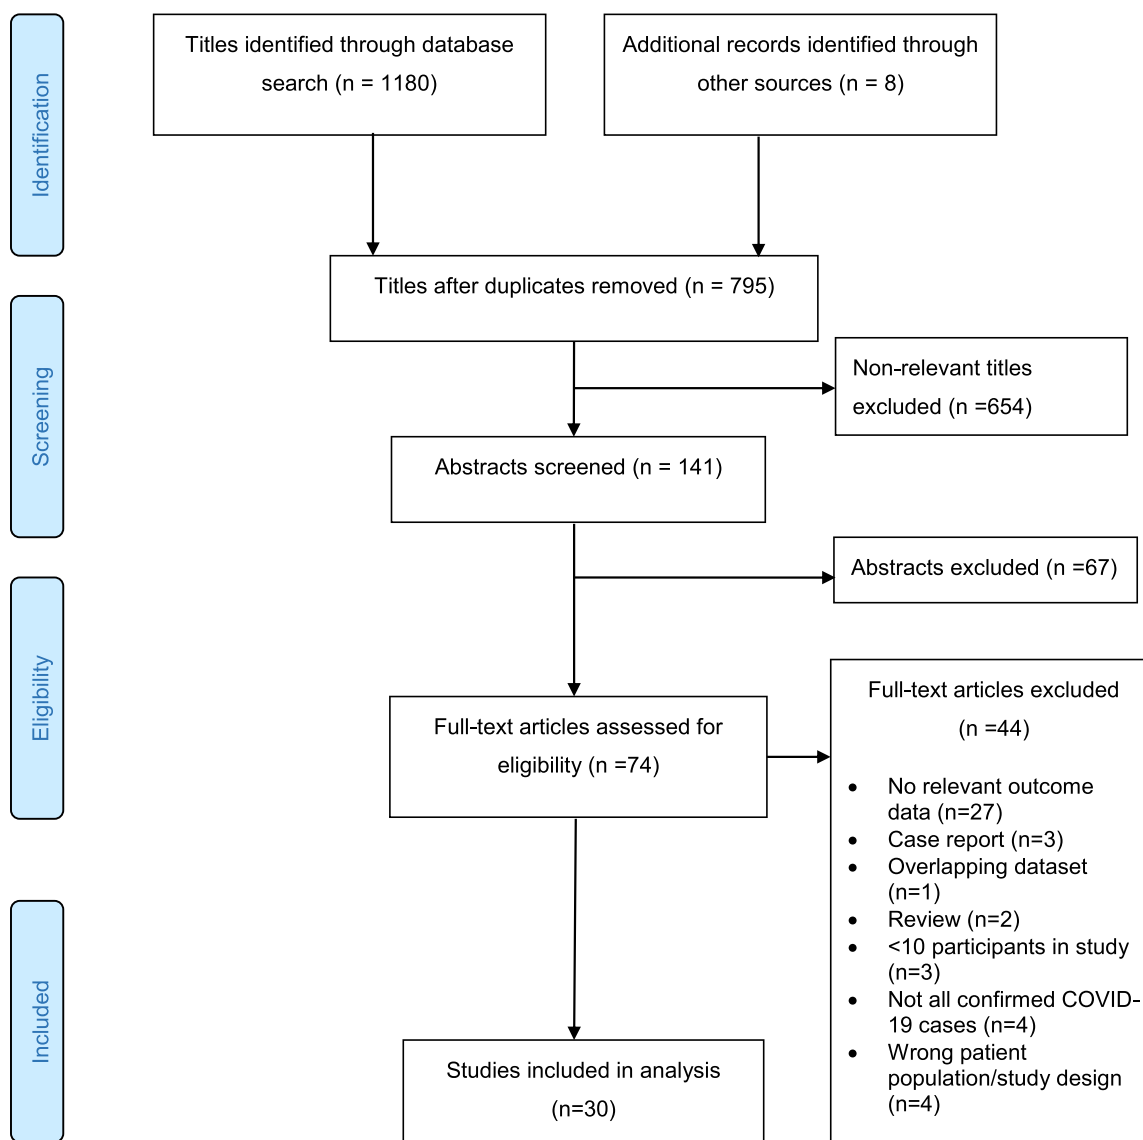 Identification
Titles identified through database
search (n = 1180)
Additional records identified through
other sources (n = 8)
Titles after duplicates removed (n = 795)
Screening
Non-relevant titles
excluded (n =654)
Abstracts screened (n = 141)
Abstracts excluded (n =67)
Eligibility
Full-text articles assessed for
eligibility (n =74)
Full-text articles excluded
(n =44)
• No relevant outcome
data (n=27)
• Case report (n=3)
• Overlapping dataset
(n=1)
• Review (n=2)
• <10 participants in study
(n=3)
• Not all confirmed COVID-
19 cases (n=4)
• Wrong patient
population/study design
(n=4)
Included
Studies included in analysis
(n=30)